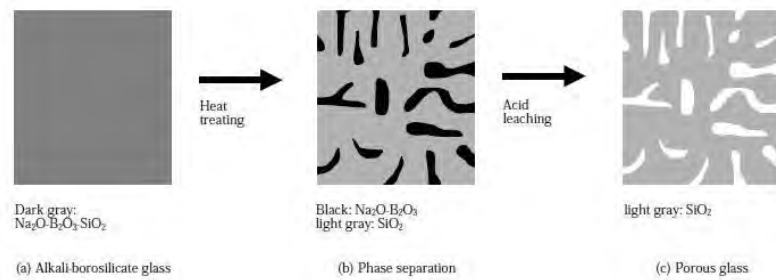 Heat
treating
Acid
leaching
Dark gray:
Na₂O-B₂O₃-SiO₂
Black: Na₂O-B₂O₃
light gray: SiO₂
light gray: SiO₂
(a) Alkali-borosilicate glass
(b) Phase separation
(c) Porous glass